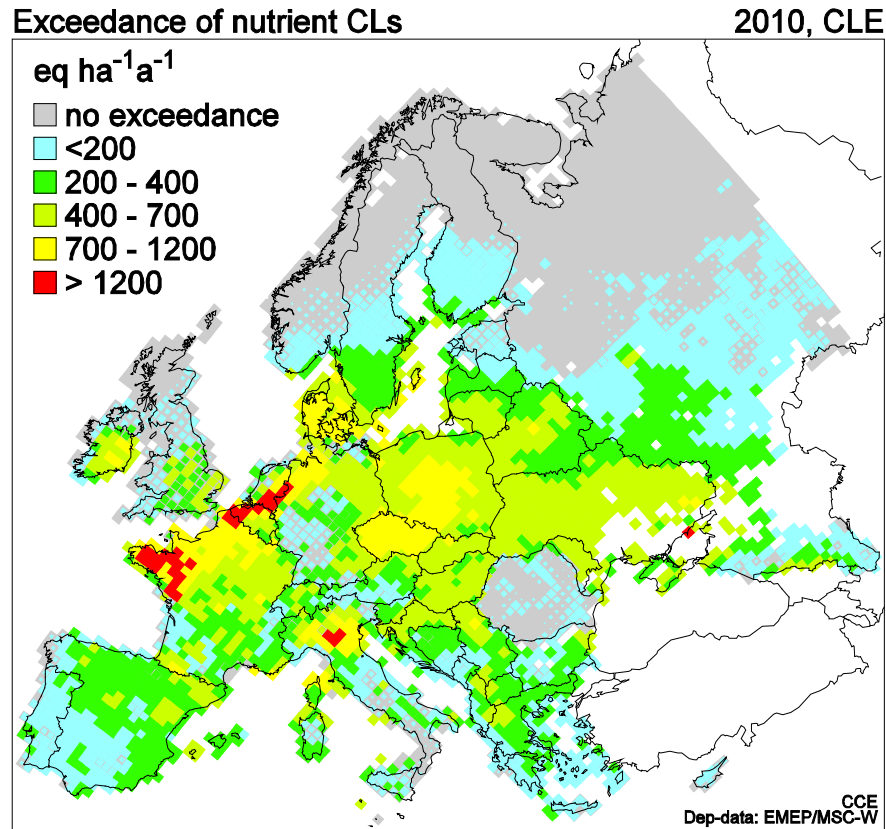 Exceedance of nutrient CLs 2010, CLE
eq ha⁻¹a⁻¹
no exceedance
<200
200 - 400
400 - 700
700 - 1200
> 1200
CCE
Dep-data: EMEP/MSC-W